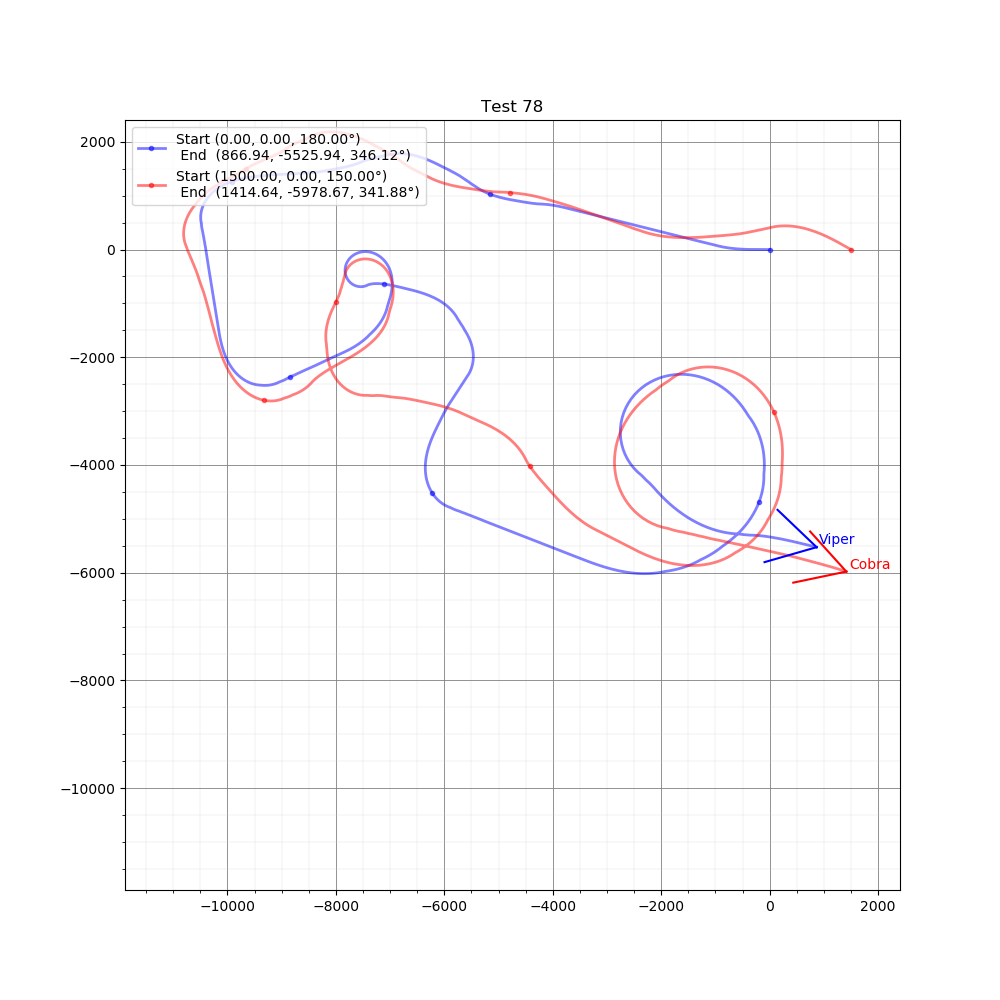 Test 78
Start (0.00, 0.00, 180.00°)
End (866.94, -5525.94, 346.12°)
Start (1500.00, 0.00, 150.00°)
End (1414.64, -5978.67, 341.88°)
2000
0
−2000
−4000
−6000
−8000
−10000
Viper
Cobra
−10000 −8000 −6000 −4000 −2000 0 2000